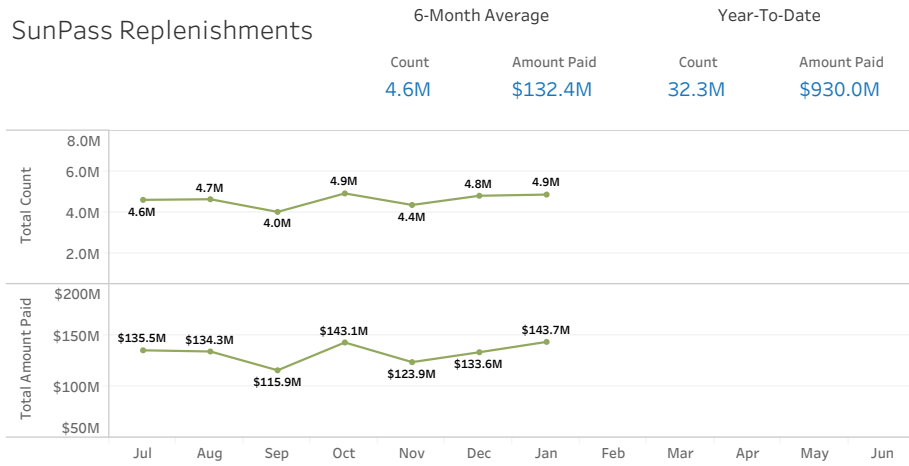 SunPass Replenishments
6-Month Average
Year-To-Date
Count
Amount Paid
Count
Amount Paid
4.6M
$132.4M
32.3M
$930.0M
Total Count
8.0M
6.0M
4.0M
2.0M
4.6M
4.7M
4.0M
4.9M
4.4M
4.8M
4.9M
Total Amount Paid
$200M
$150M
$100M
$50M
$135.5M
$134.3M
$115.9M
$143.1M
$123.9M
$133.6M
$143.7M
Jul
Aug
Sep
Oct
Nov
Dec
Jan
Feb
Mar
Apr
May
Jun